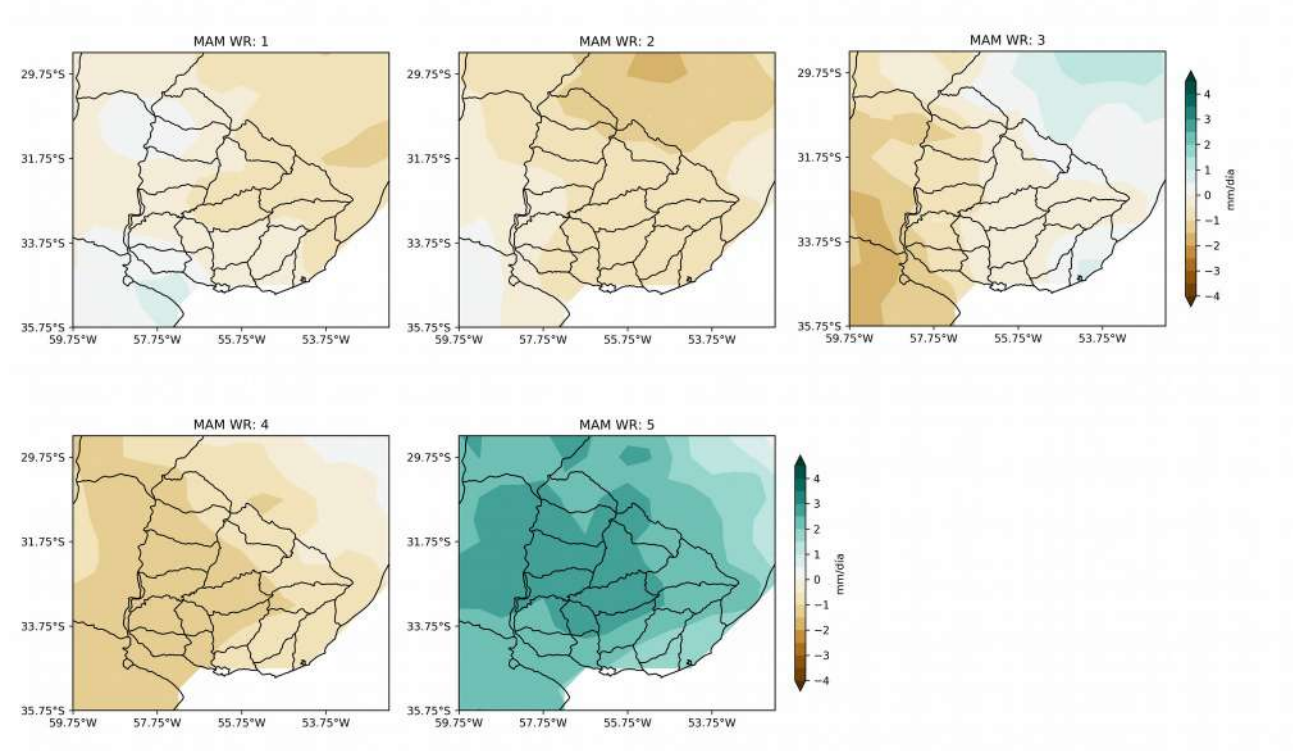 MAM WR: 1
MAM WR: 2
MAM WR: 3
29.75°S
31.75°S
33.75°S
35.75°S
59.75°W
57.75°W
55.75°W
53.75°W
29.75°S
31.75°S
33.75°S
35.75°S
59.75°W
57.75°W
55.75°W
53.75°W
29.75°S
31.75°S
33.75°S
35.75°S
59.75°W
57.75°W
55.75°W
53.75°W
4
3
2
1
0
−1
−2
−3
−4
mm/día
MAM WR: 4
MAM WR: 5
29.75°S
31.75°S
33.75°S
35.75°S
59.75°W
57.75°W
55.75°W
53.75°W
29.75°S
31.75°S
33.75°S
35.75°S
59.75°W
57.75°W
55.75°W
53.75°W
4
3
2
1
0
−1
−2
−3
−4
mm/día